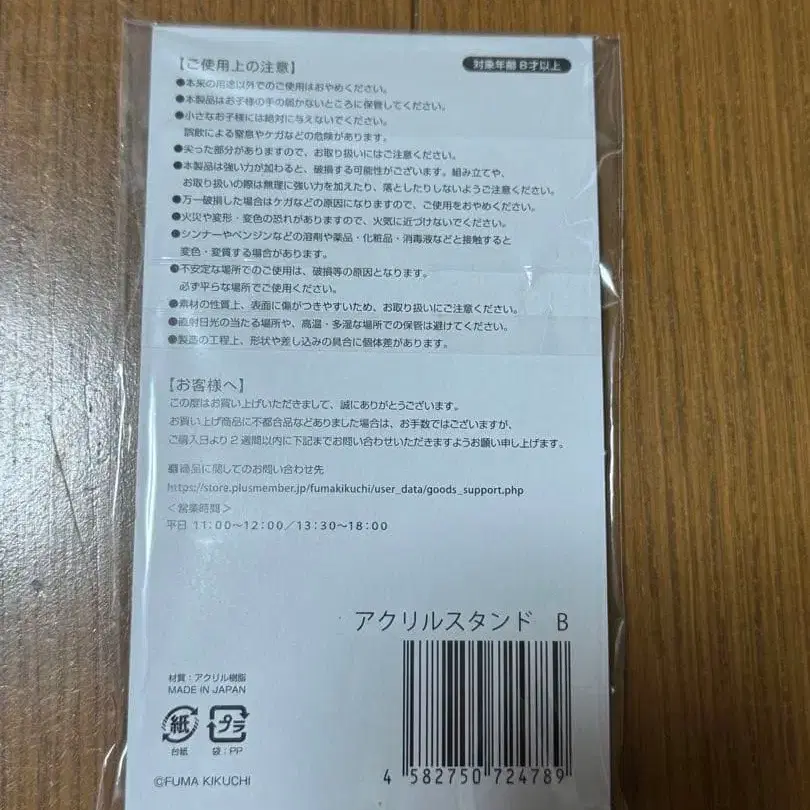 【ご使用上の注意】
対象年齢 8才以上
●本来の用途以外でのご使用はおやめください。
●本製品はお子様の手の届かないところに保管してください。
●小さなお子様には絶対に与えないでください。
誤飲による窒息やケガなどの危険があります。
●尖った部分がありますので、お取り扱いにはご注意ください。
●本製品は強い力が加わると、破損する可能性がございます。組み立てや、
お取り扱いの際は無理に強い力を加えたり、落としたりしないようご注意ください。
●万一破損した場合はケガなどの原因になりますので、ご使用をおやめください。
●火災や変形・変色の恐れがありますので、火気に近づけないでください。
●シンナーやベンジンなどの溶剤や薬品・化粧品・消毒液などと接触すると
変色・変質する場合があります。
●不安定な場所でのご使用は、破損等の原因となります。
必ず平らな場所でご使用ください。
●素材の性質上、表面に傷がつきやすいため、お取り扱いにご注意ください。
●直射日光の当たる場所や、高温・多湿な場所での保管は避けてください。
●製造の工程上、形状や差し込みの具合に個体差があります。
【お客様へ】
この度はお買い上げいただきまして、誠にありがとうございます。
お買い上げ商品に不都合品などありました場合は、お手数ではございますが、
ご購入日より2週間以内に下記までお問い合わせいただきますようお願い申し上げます。
商品に関してのお問い合わせ先
https://store.plusmember.jp/fumakikuchi/user_data/goods_support.php
＜営業時間＞
平日 11:00～12:00／13:30～18:00
アクリルスタンド B
材質：アクリル樹脂
MADE IN JAPAN
紙 プラ
台紙 袋：PP
©FUMA KIKUCHI
4 582750 724789